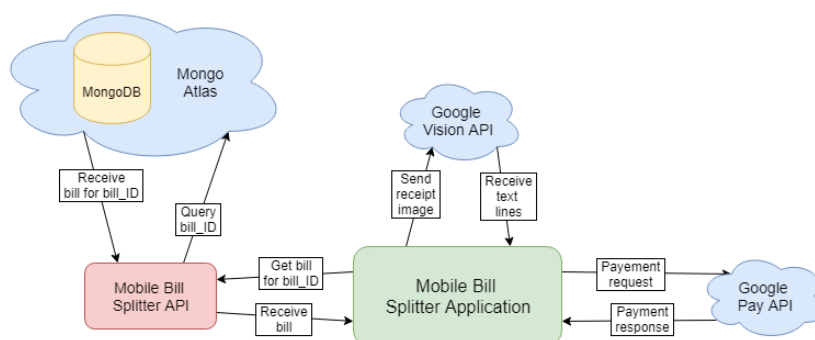 Mongo
Atlas
MongoDB
Google
Vision API
Receive
bill for bill_ID
Query
bill_ID
Send
receipt
image
Receive
text
lines
Mobile Bill
Splitter API
Get bill
for bill_ID
Receive
bill
Mobile Bill
Splitter Application
Payement
request
Payment
response
Google
Pay API